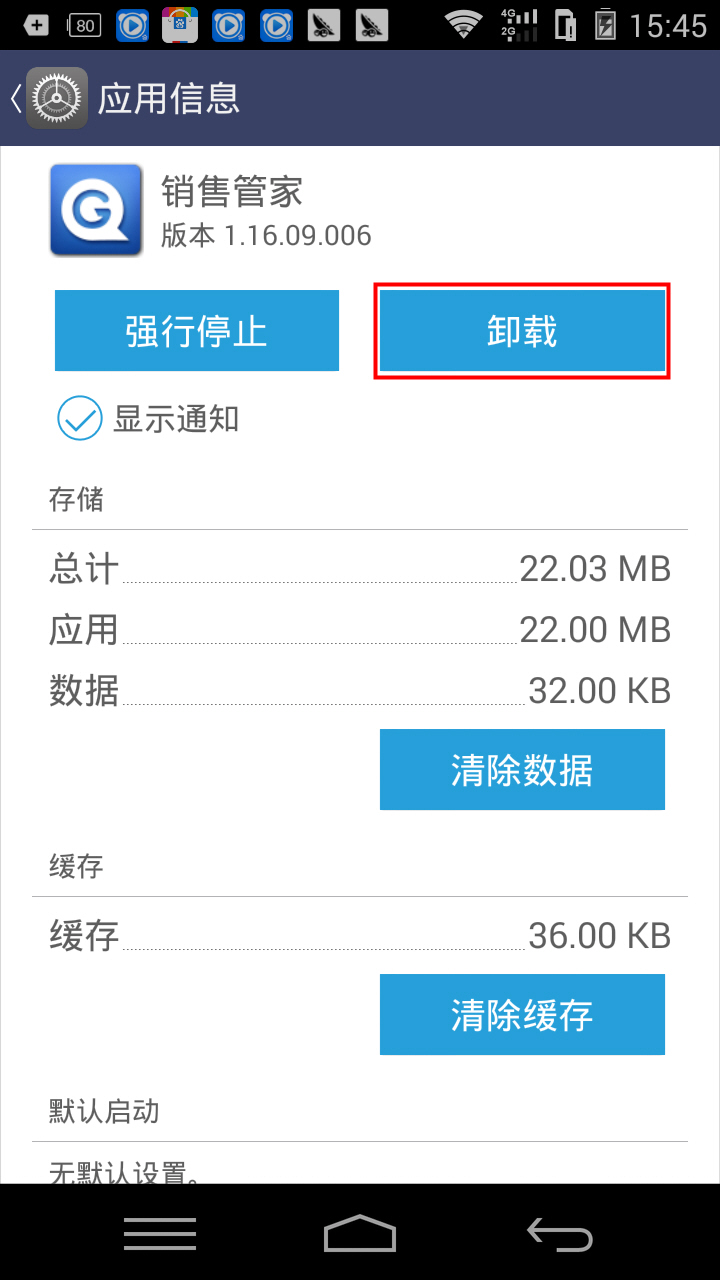 80
4G
2G
15:45
应用信息
G
销售管家
版本 1.16.09.006
强行停止
卸载
显示通知
存储
总计 22.03 MB
应用 22.00 MB
数据 32.00 KB
清除数据
缓存
缓存 36.00 KB
清除缓存
默认启动
无默认设置。